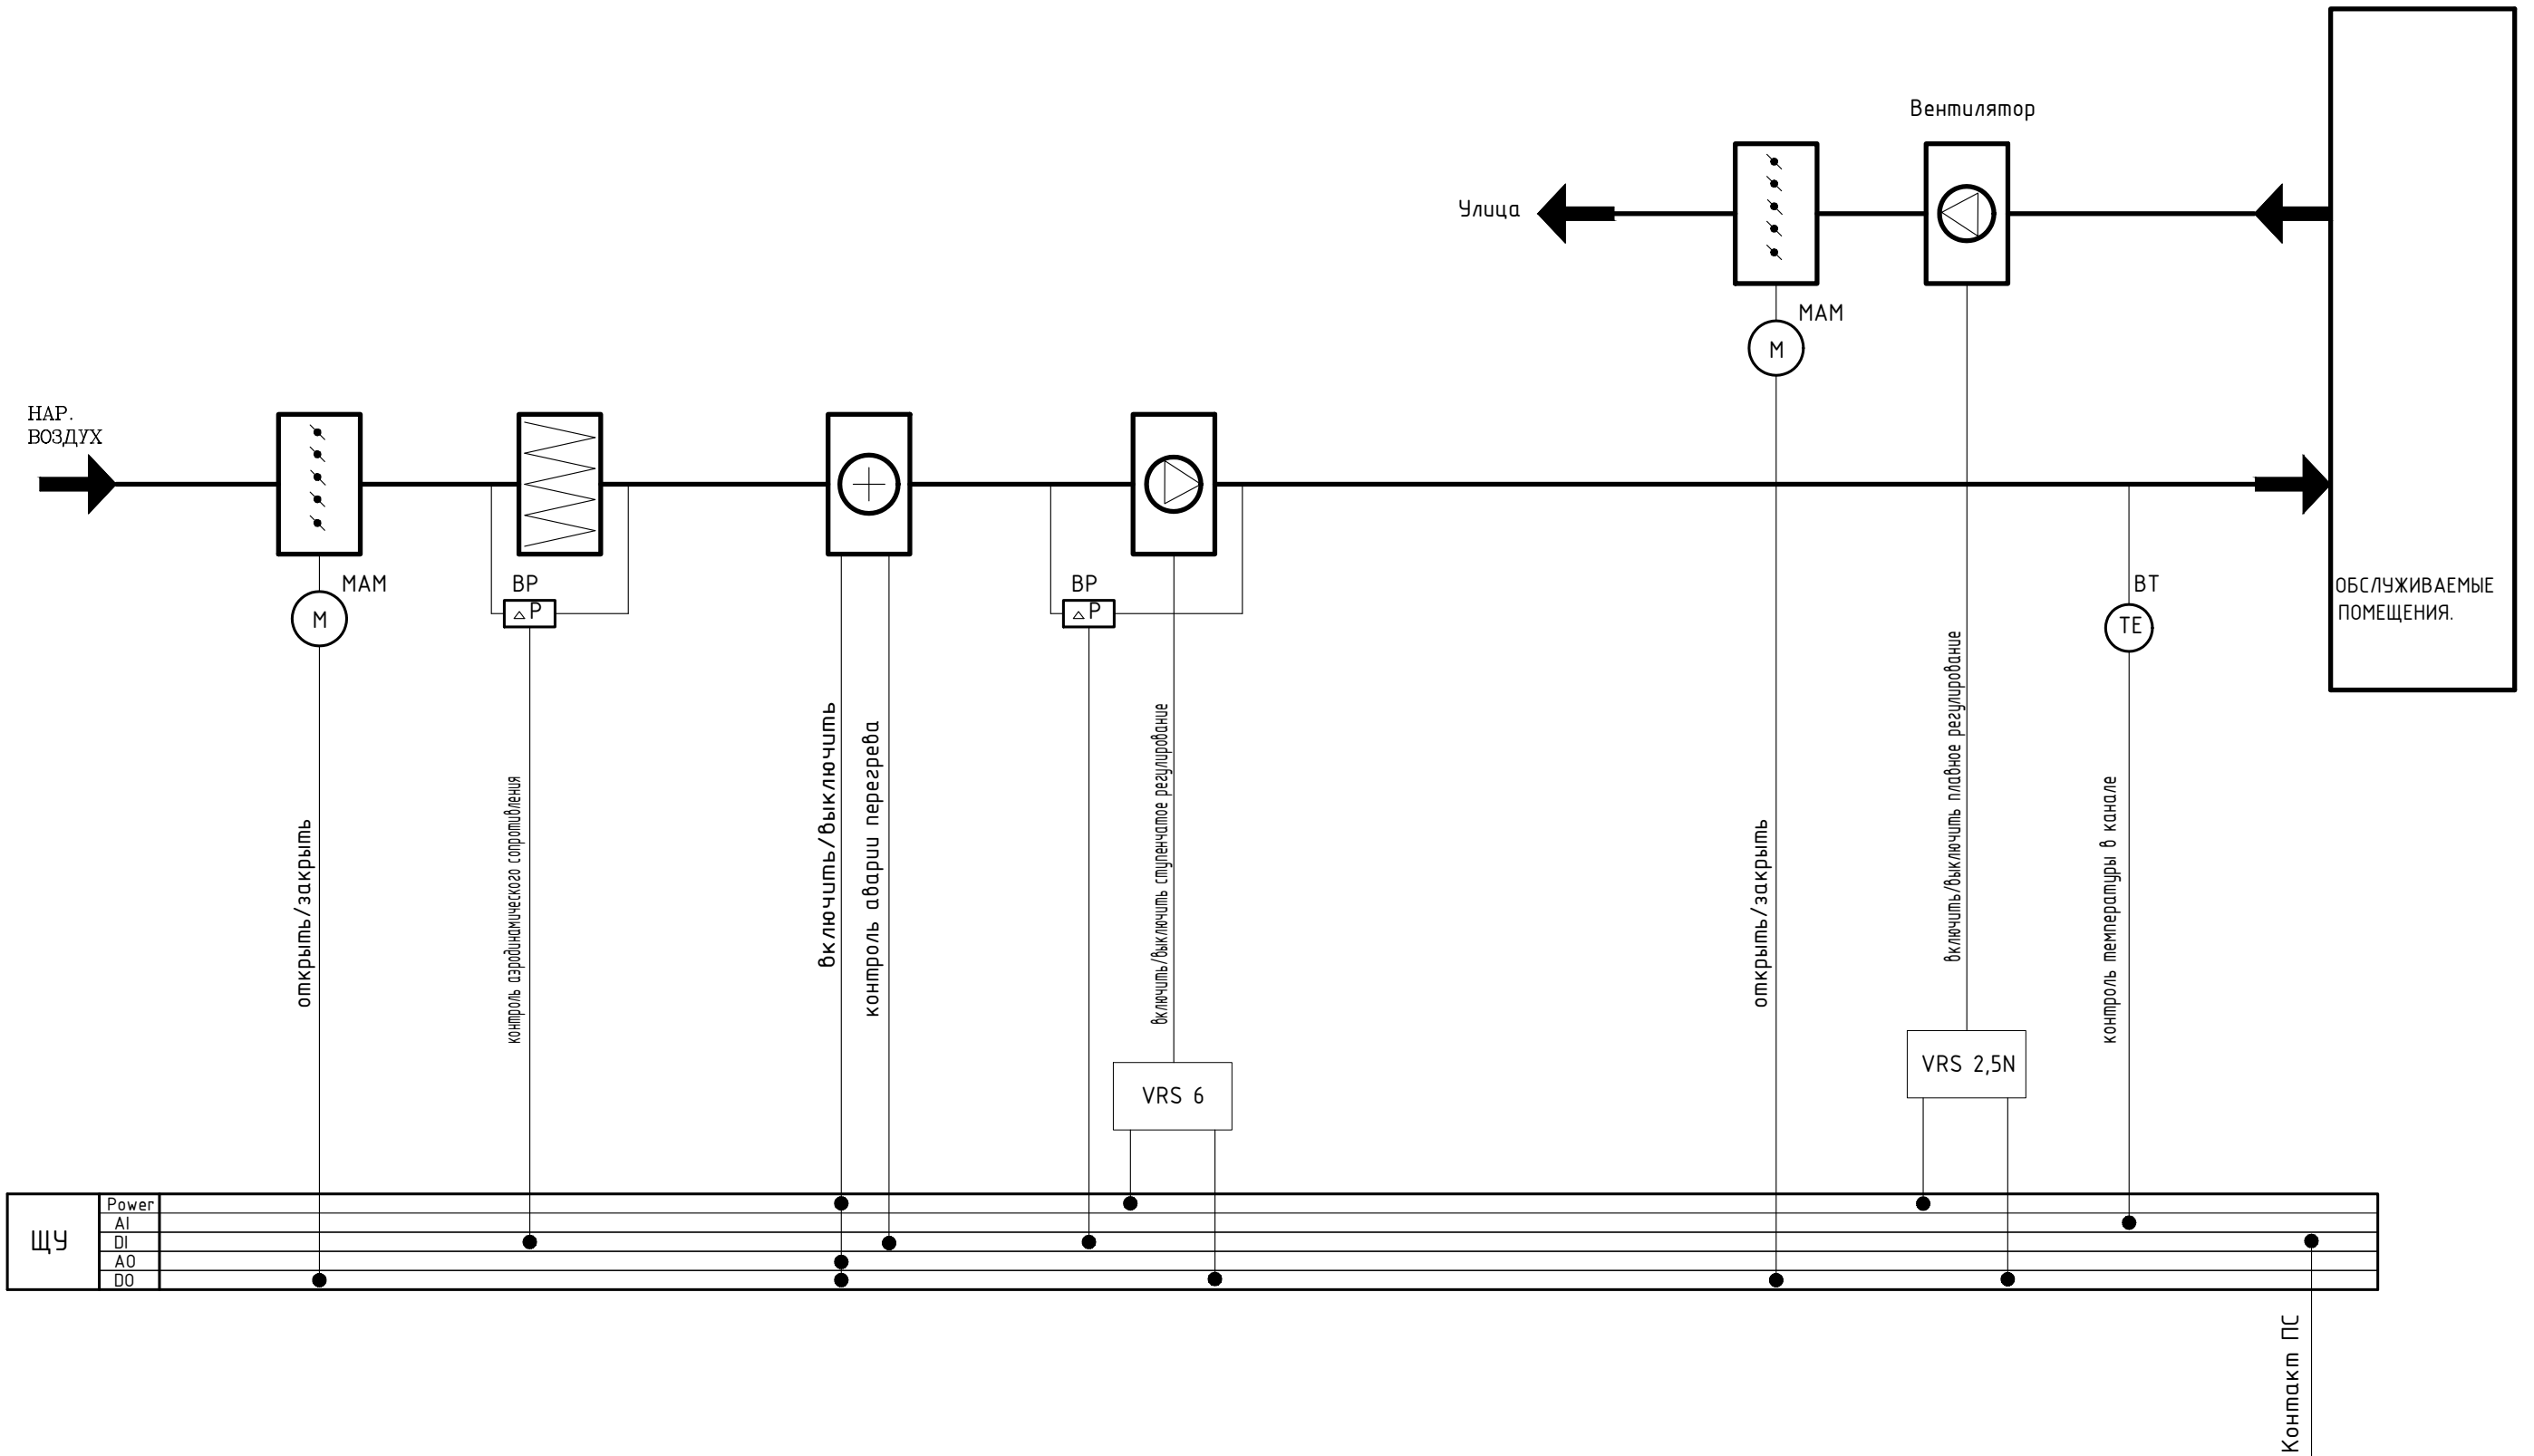 Вентилятор
Улица
МАМ
М
НАР.
ВОЗДУХ
МАМ
М
ВР
△P
ВР
△P
ВТ
ТЕ
ОБСЛУЖИВАЕМЫЕ
ПОМЕЩЕНИЯ.
открыть/закрыть
контроль аэродинамического сопротивления
включить/выключить
контроль аварии перегрева
включить/выключить ступенчатое регулирование
открыть/закрыть
включить/выключить плавное регулирование
контроль температуры в канале
VRS 6
VRS 2,5N
ЩУ
Power
AI
DI
AO
DO
Контакт ПС